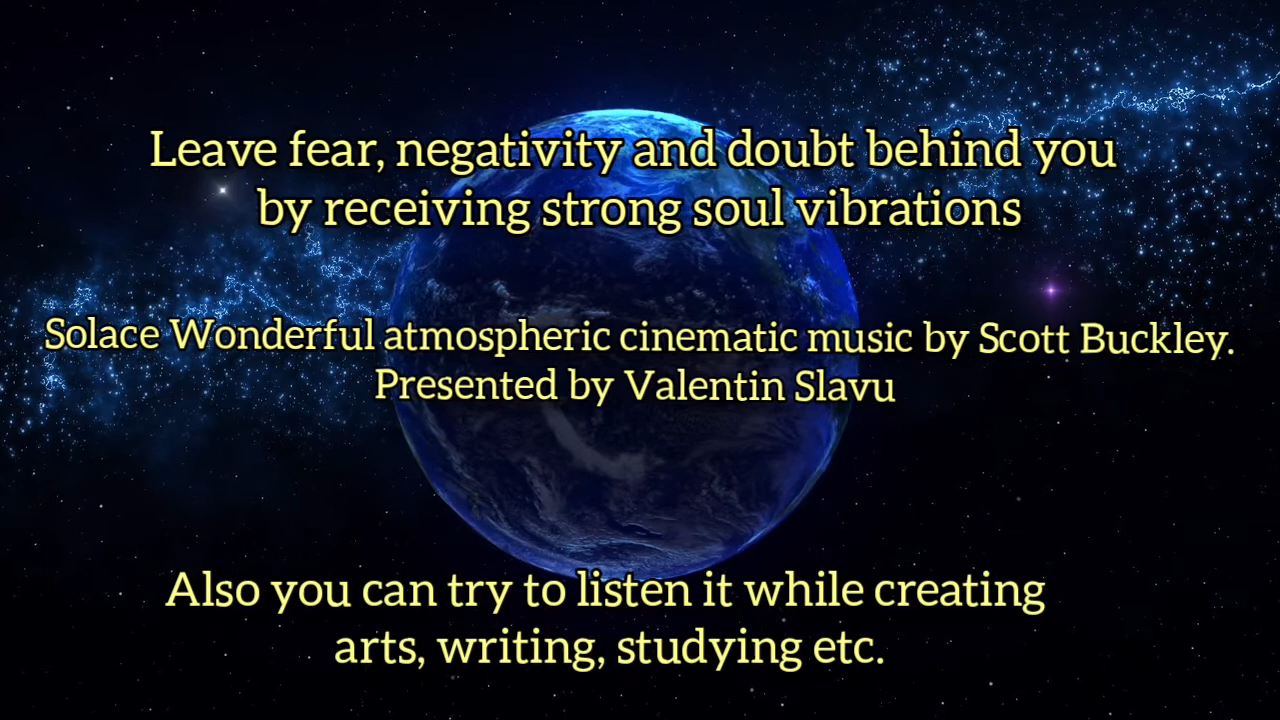 Leave fear, negativity and doubt behind you
by receiving strong soul vibrations
Solace Wonderful atmospheric cinematic music by Scott Buckley.
Presented by Valentin Slavu
Also you can try to listen it while creating
arts, writing, studying etc.